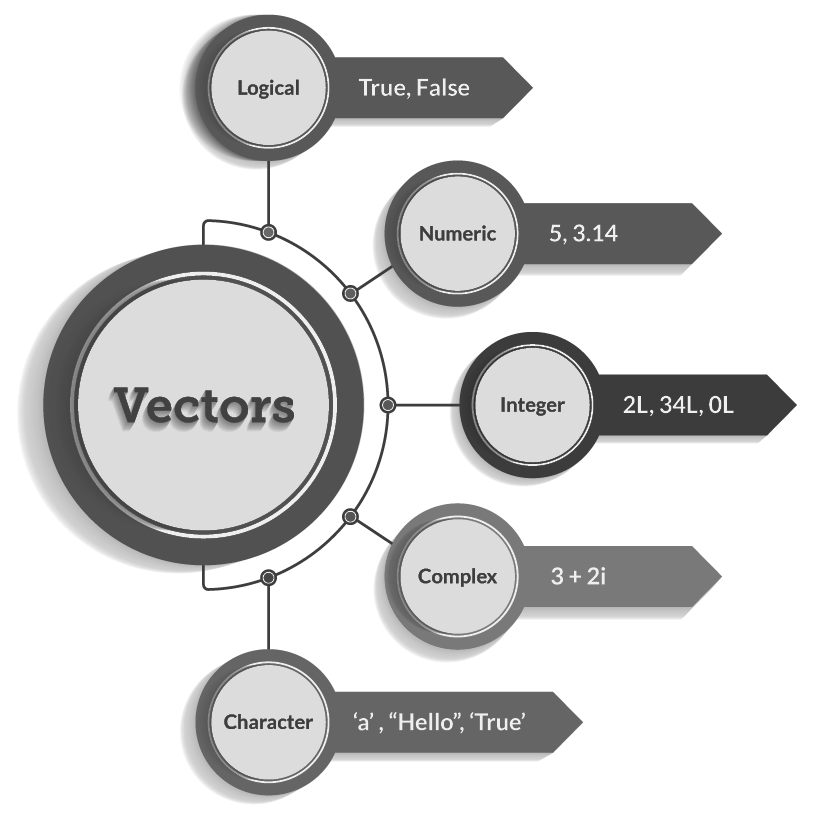 Logical
True, False
Numeric
5, 3.14
Vectors
Integer
2L, 34L, 0L
Complex
3 + 2i
Character
‘a’ , “Hello”, ‘True’